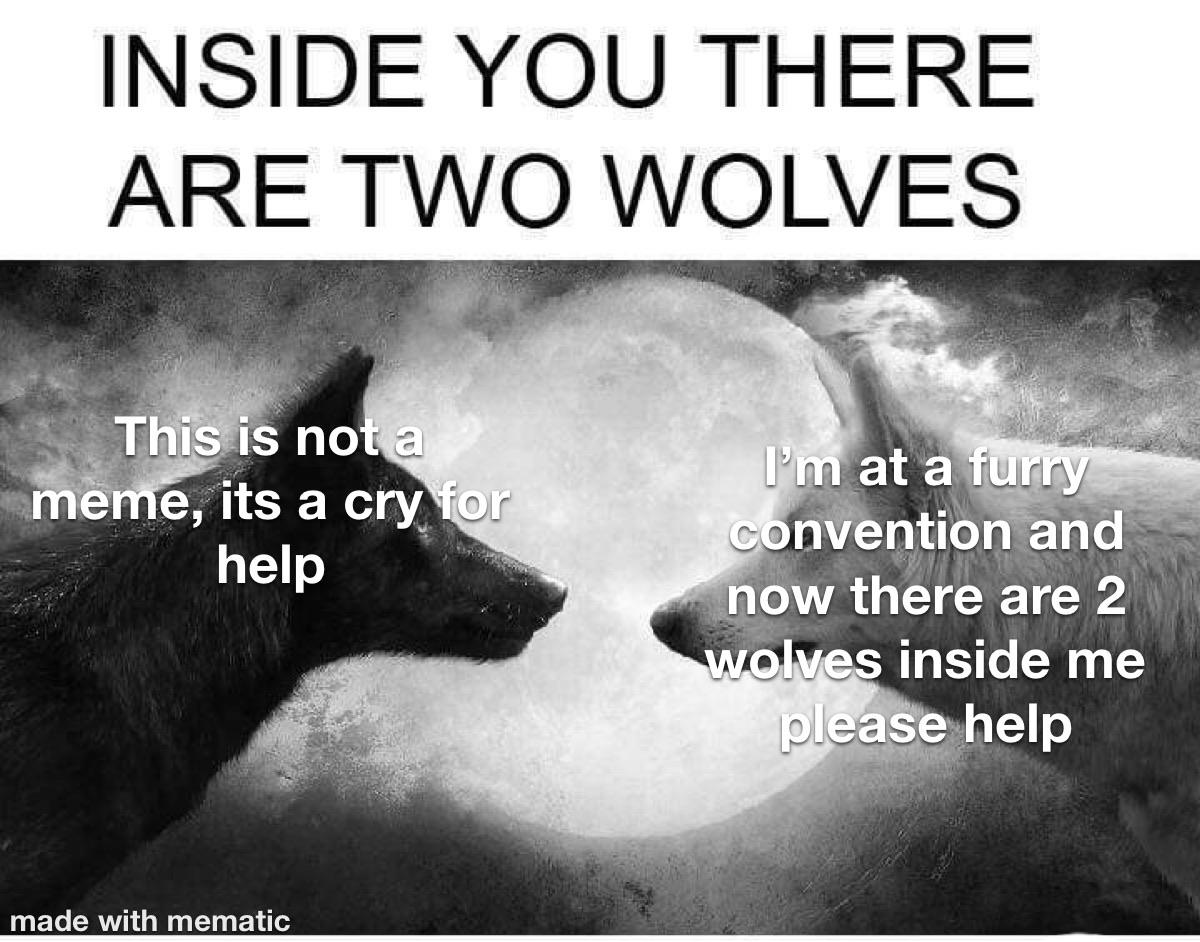 INSIDE YOU THERE
ARE TWO WOLVES
This is not a
meme, its a cry for
help
I’m at a furry
convention and
now there are 2
wolves inside me
please help
made with mematic